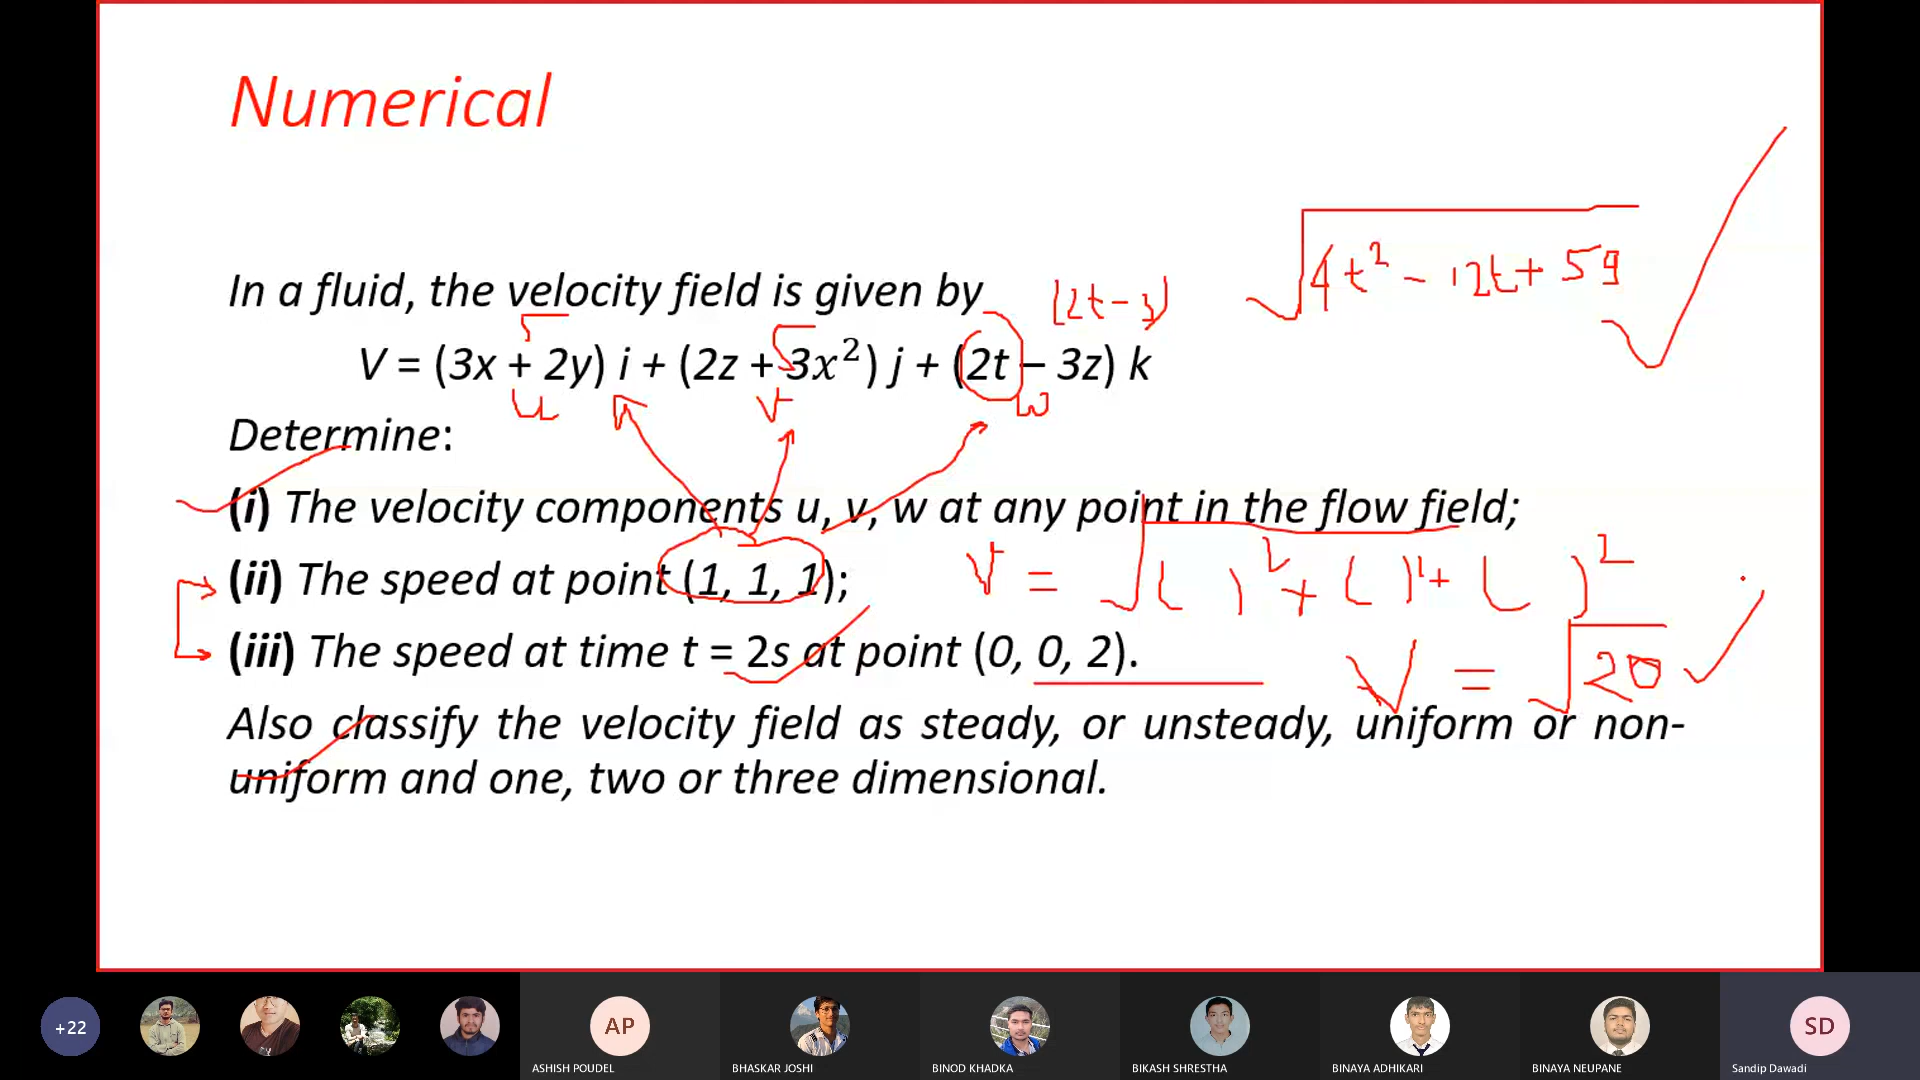 Numerical
√4t² - 12t + 59
In a fluid, the velocity field is given by
(2t-3)
V = (3x + 2y) i + (2z + 3x²) j + (2t – 3z) k
u v w
Determine:
(i) The velocity components u, v, w at any point in the flow field;
(ii) The speed at point (1, 1, 1);
V = √( )² + ( )² + ( )²
(iii) The speed at time t = 2s at point (0, 0, 2).
V = √20
Also classify the velocity field as steady, or unsteady, uniform or non-
uniform and one, two or three dimensional.
+22
AP
SD
ASHISH POUDEL
BHASKAR JOSHI
BINOD KHADKA
BIKASH SHRESTHA
BINAYA ADHIKARI
BINAYA NEUPANE
Sandip Dawadi